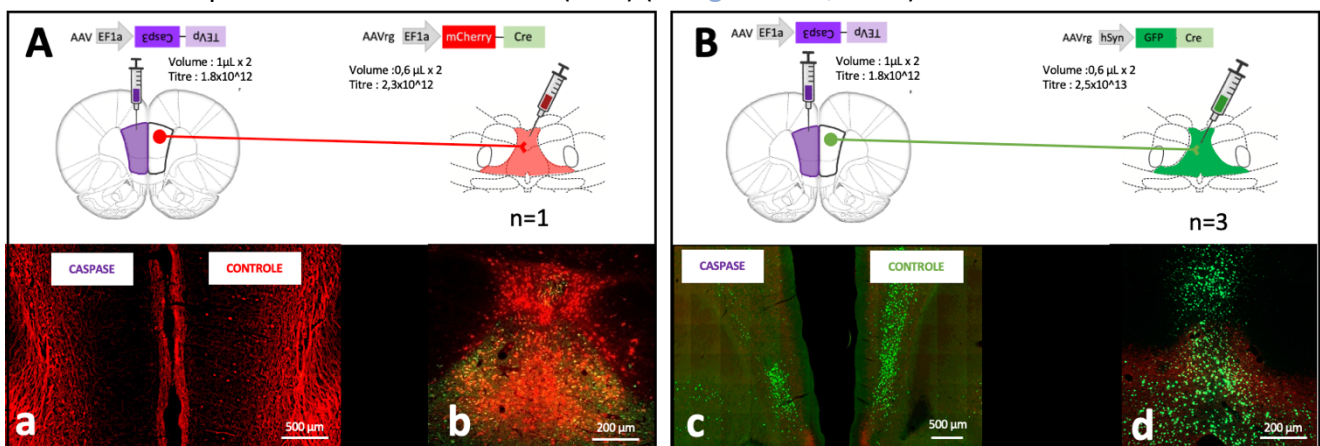 A
AAV EF1a Casp3 TEVp
AAVrg EF1a mCherry Cre
Volume :1µL x 2
Titre : 1.8x10^12
Volume :0,6 µL x 2
Titre : 2,3x10^12
n=1
CASPASE
CONTROLE
a
500 µm
b
200 µm
B
AAV EF1a Casp3 TEVp
AAVrg hSyn GFP Cre
Volume :1µL x 2
Titre : 1.8x10^12
Volume :0,6 µL x 2
Titre : 2,5x10^13
n=3
CASPASE
CONTROLE
c
500 µm
d
200 µm